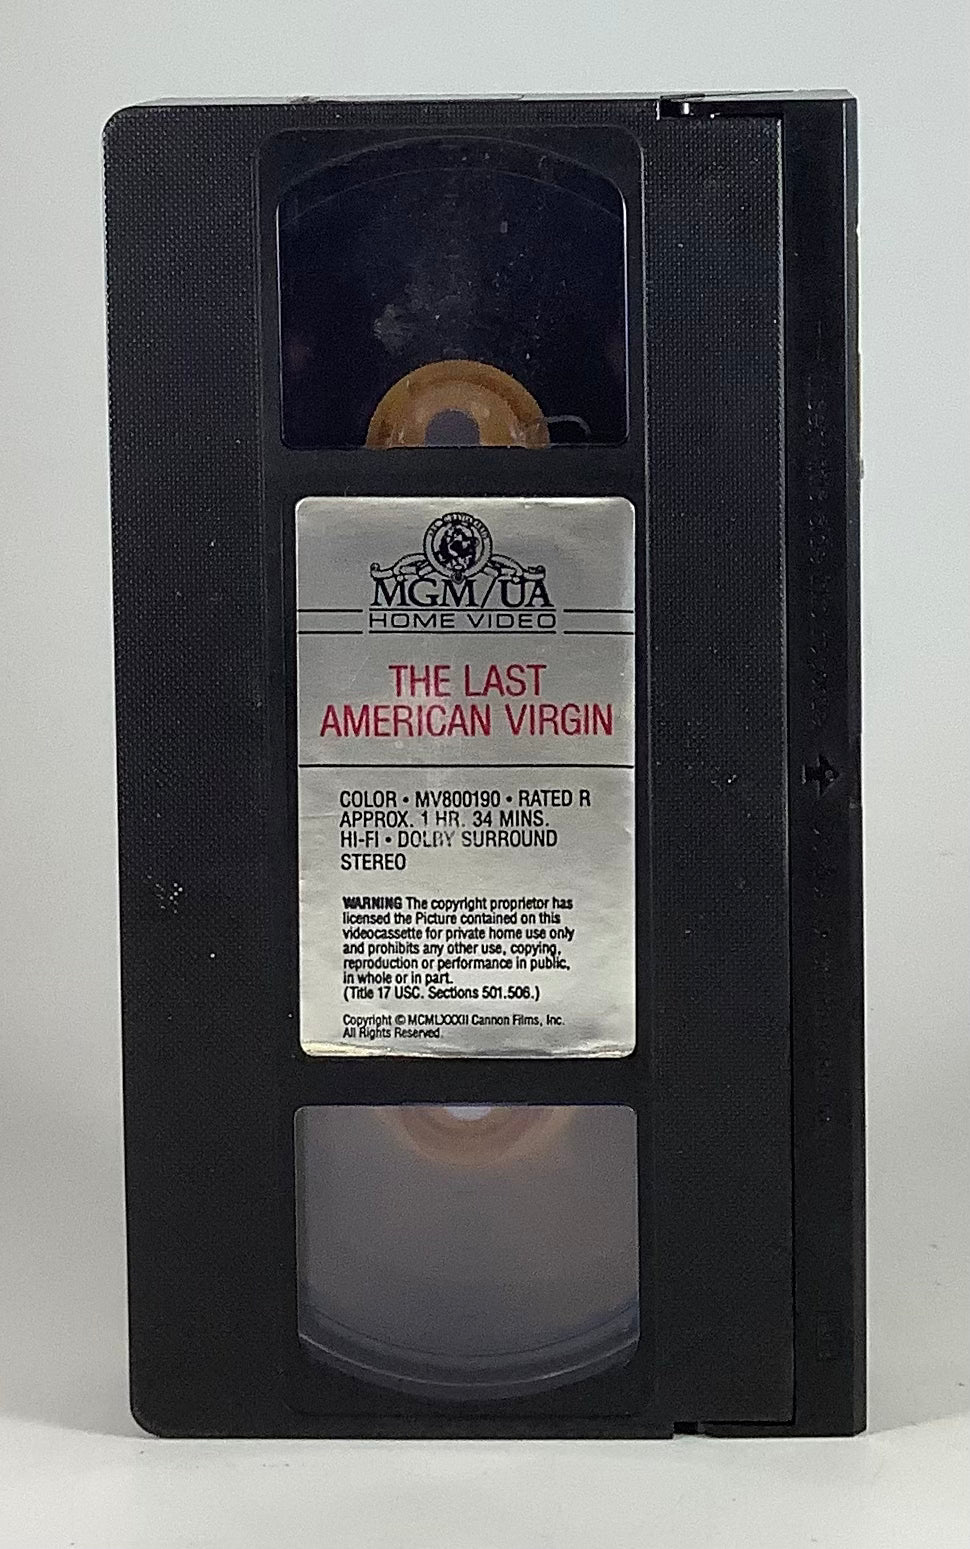 MGM/UA
HOME VIDEO
THE LAST
AMERICAN VIRGIN
COLOR • MV800190 • RATED R
APPROX. 1 HR. 34 MINS.
HI-FI • DOLBY SURROUND
STEREO
WARNING The copyright proprietor has
licensed the Picture contained on this
videocassette for private home use only
and prohibits any other use, copying,
reproduction or performance in public,
in whole or in part.
(Title 17 USC. Sections 501.506.)
Copyright © MCMLXXXII Cannon Films, Inc.
All Rights Reserved.